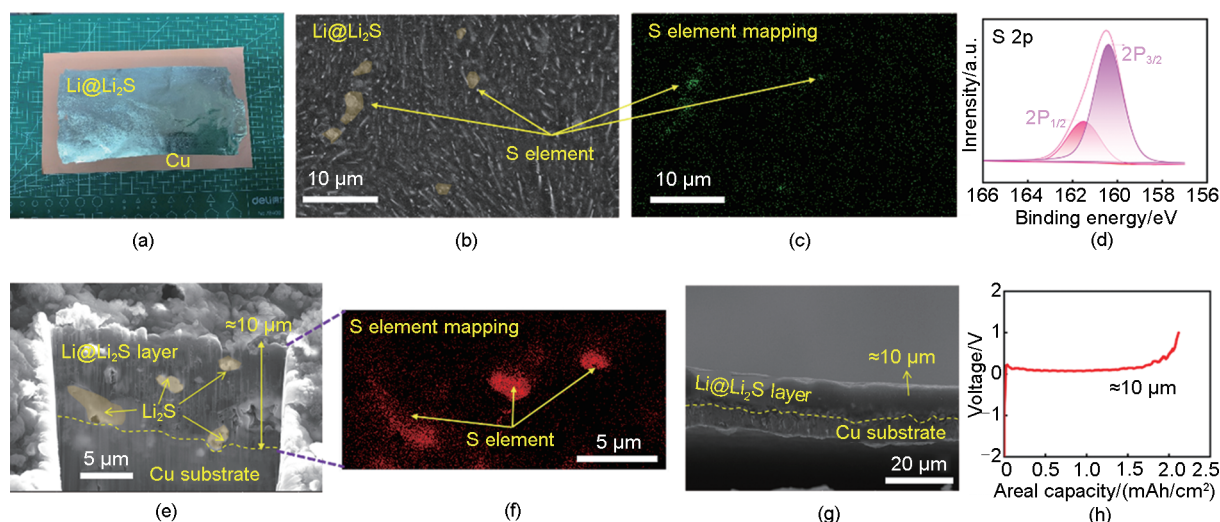 Li@Li₂S
Cu
deli
(a)
Li@Li₂S
S element
10 μm
(b)
S element mapping
10 μm
(c)
S 2p
2P₃/₂
2P₁/₂
Inrensity/a.u.
166 164 162 160 158 156
Binding energy/eV
(d)
≈10 μm
Li@Li₂S layer
Li₂S
5 μm
Cu substrate
(e)
S element mapping
S element
5 μm
(f)
≈10 μm
Li@Li₂S layer
Cu substrate
20 μm
(g)
2
1
0
−1
−2
Voltage/V
≈10 μm
0 0.5 1.0 1.5 2.0 2.5
Areal capacity/(mAh/cm²)
(h)